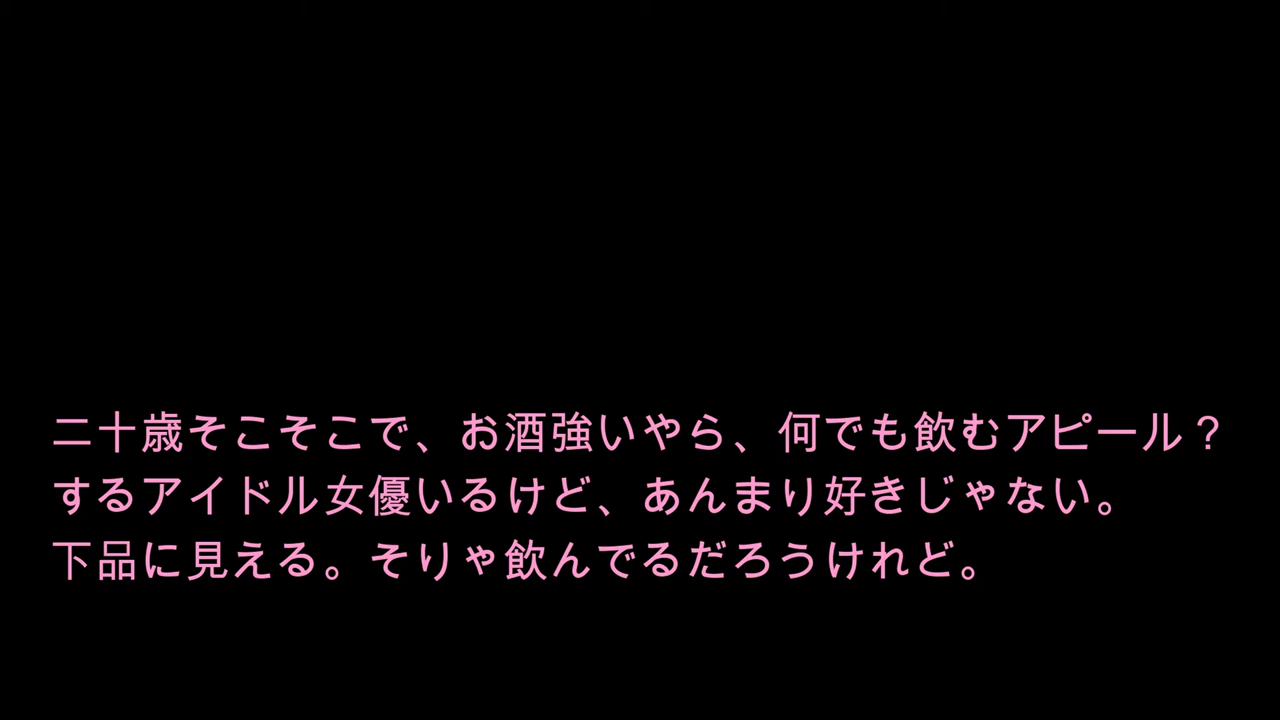 二十歳そこそこで、お酒強いやら、何でも飲むアピール？
するアイドル女優いるけど、あんまり好きじゃない。
下品に見える。そりゃ飲んでるだろうけれど。